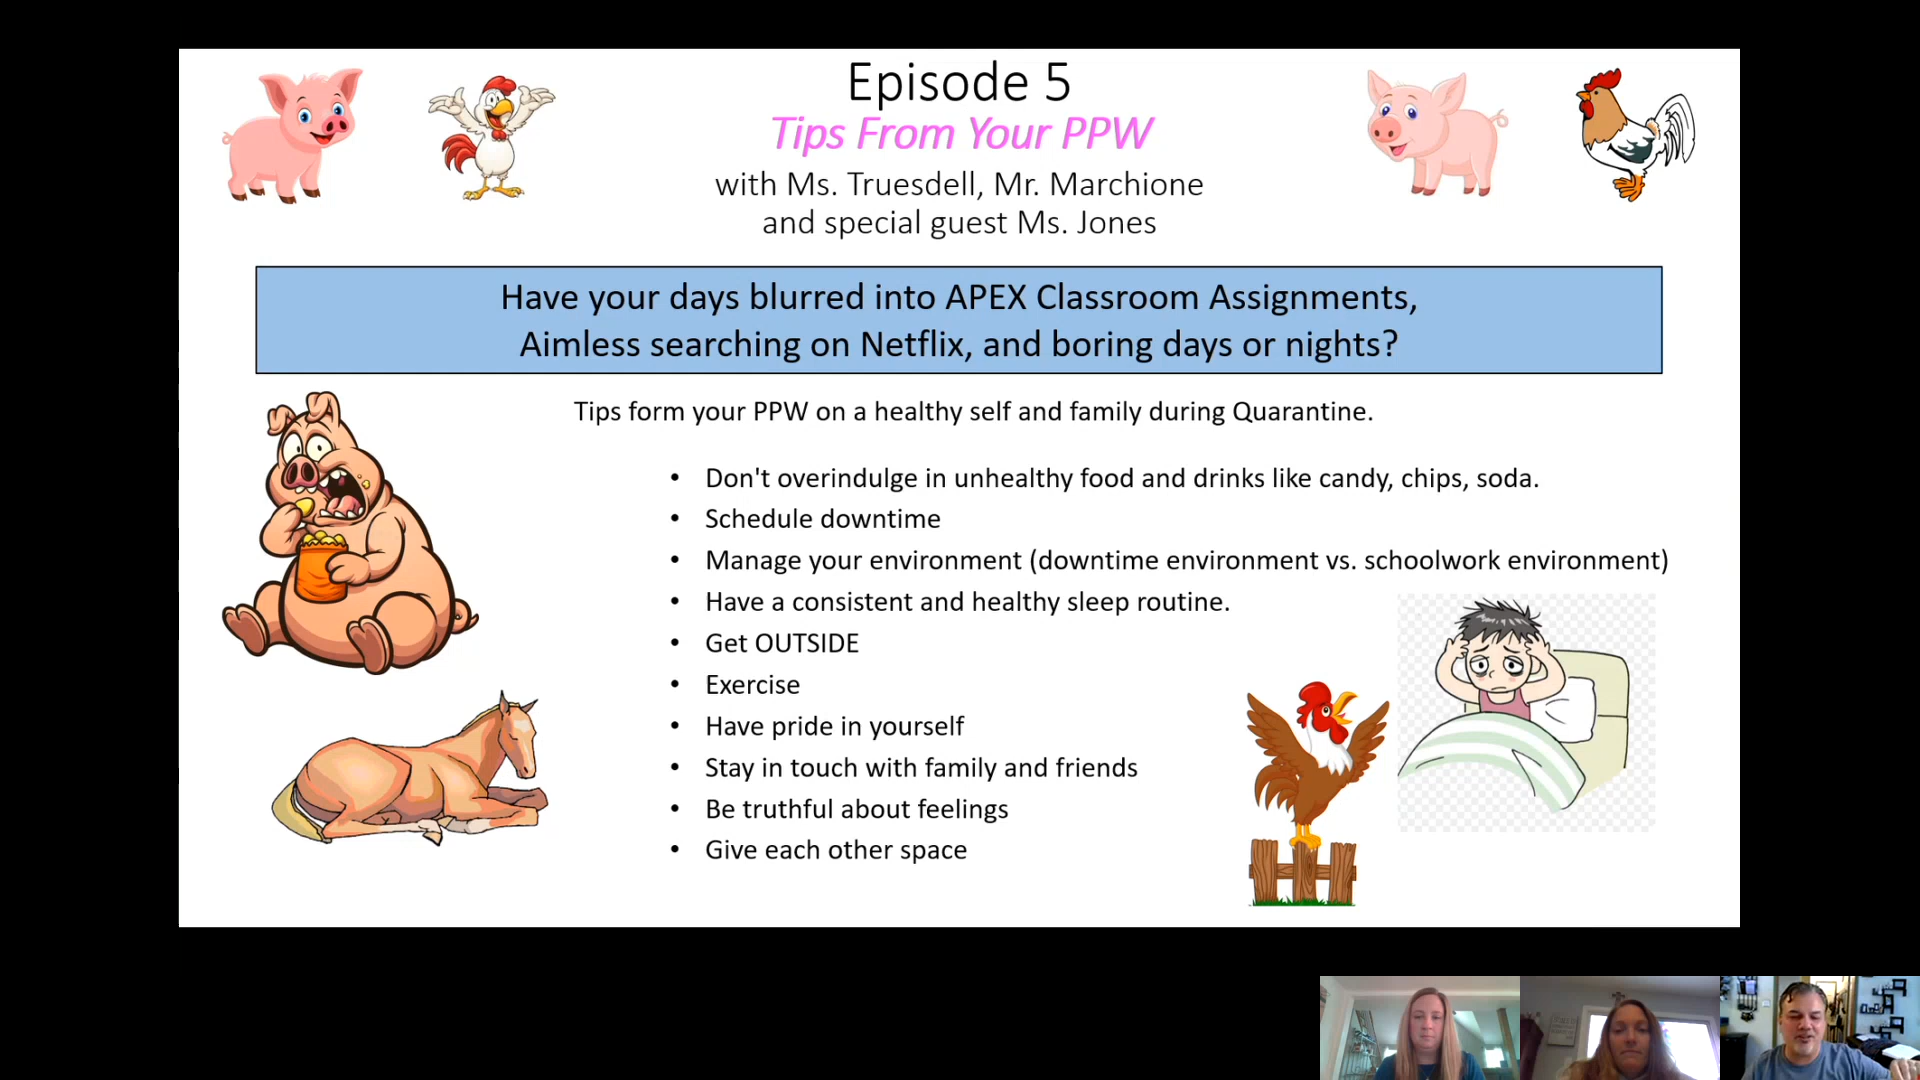 Episode 5
Tips From Your PPW
with Ms. Truesdell, Mr. Marchione
and special guest Ms. Jones
Have your days blurred into APEX Classroom Assignments,
Aimless searching on Netflix, and boring days or nights?
Tips form your PPW on a healthy self and family during Quarantine.
• Don't overindulge in unhealthy food and drinks like candy, chips, soda.
• Schedule downtime
• Manage your environment (downtime environment vs. schoolwork environment)
• Have a consistent and healthy sleep routine.
• Get OUTSIDE
• Exercise
• Have pride in yourself
• Stay in touch with family and friends
• Be truthful about feelings
• Give each other space